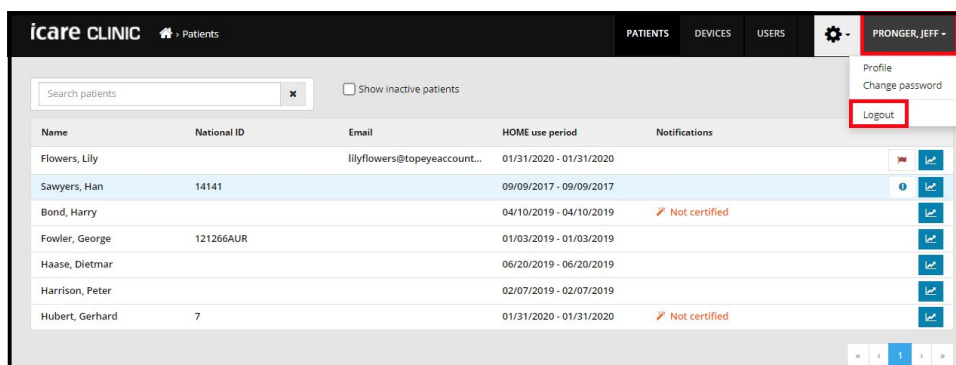 icare CLINIC › Patients PATIENTS DEVICES USERS PRONGER, JEFF
Profile
Change password
Logout
Search patients Show inactive patients
Name National ID Email HOME use period Notifications
Flowers, Lily lilyflowers@topeyeaccount... 01/31/2020 - 01/31/2020
Sawyers, Han 14141 09/09/2017 - 09/09/2017
Bond, Harry 04/10/2019 - 04/10/2019 Not certified
Fowler, George 121266AUR 01/03/2019 - 01/03/2019
Haase, Dietmar 06/20/2019 - 06/20/2019
Harrison, Peter 02/07/2019 - 02/07/2019
Hubert, Gerhard 7 01/31/2020 - 01/31/2020 Not certified
« ‹ 1 › »